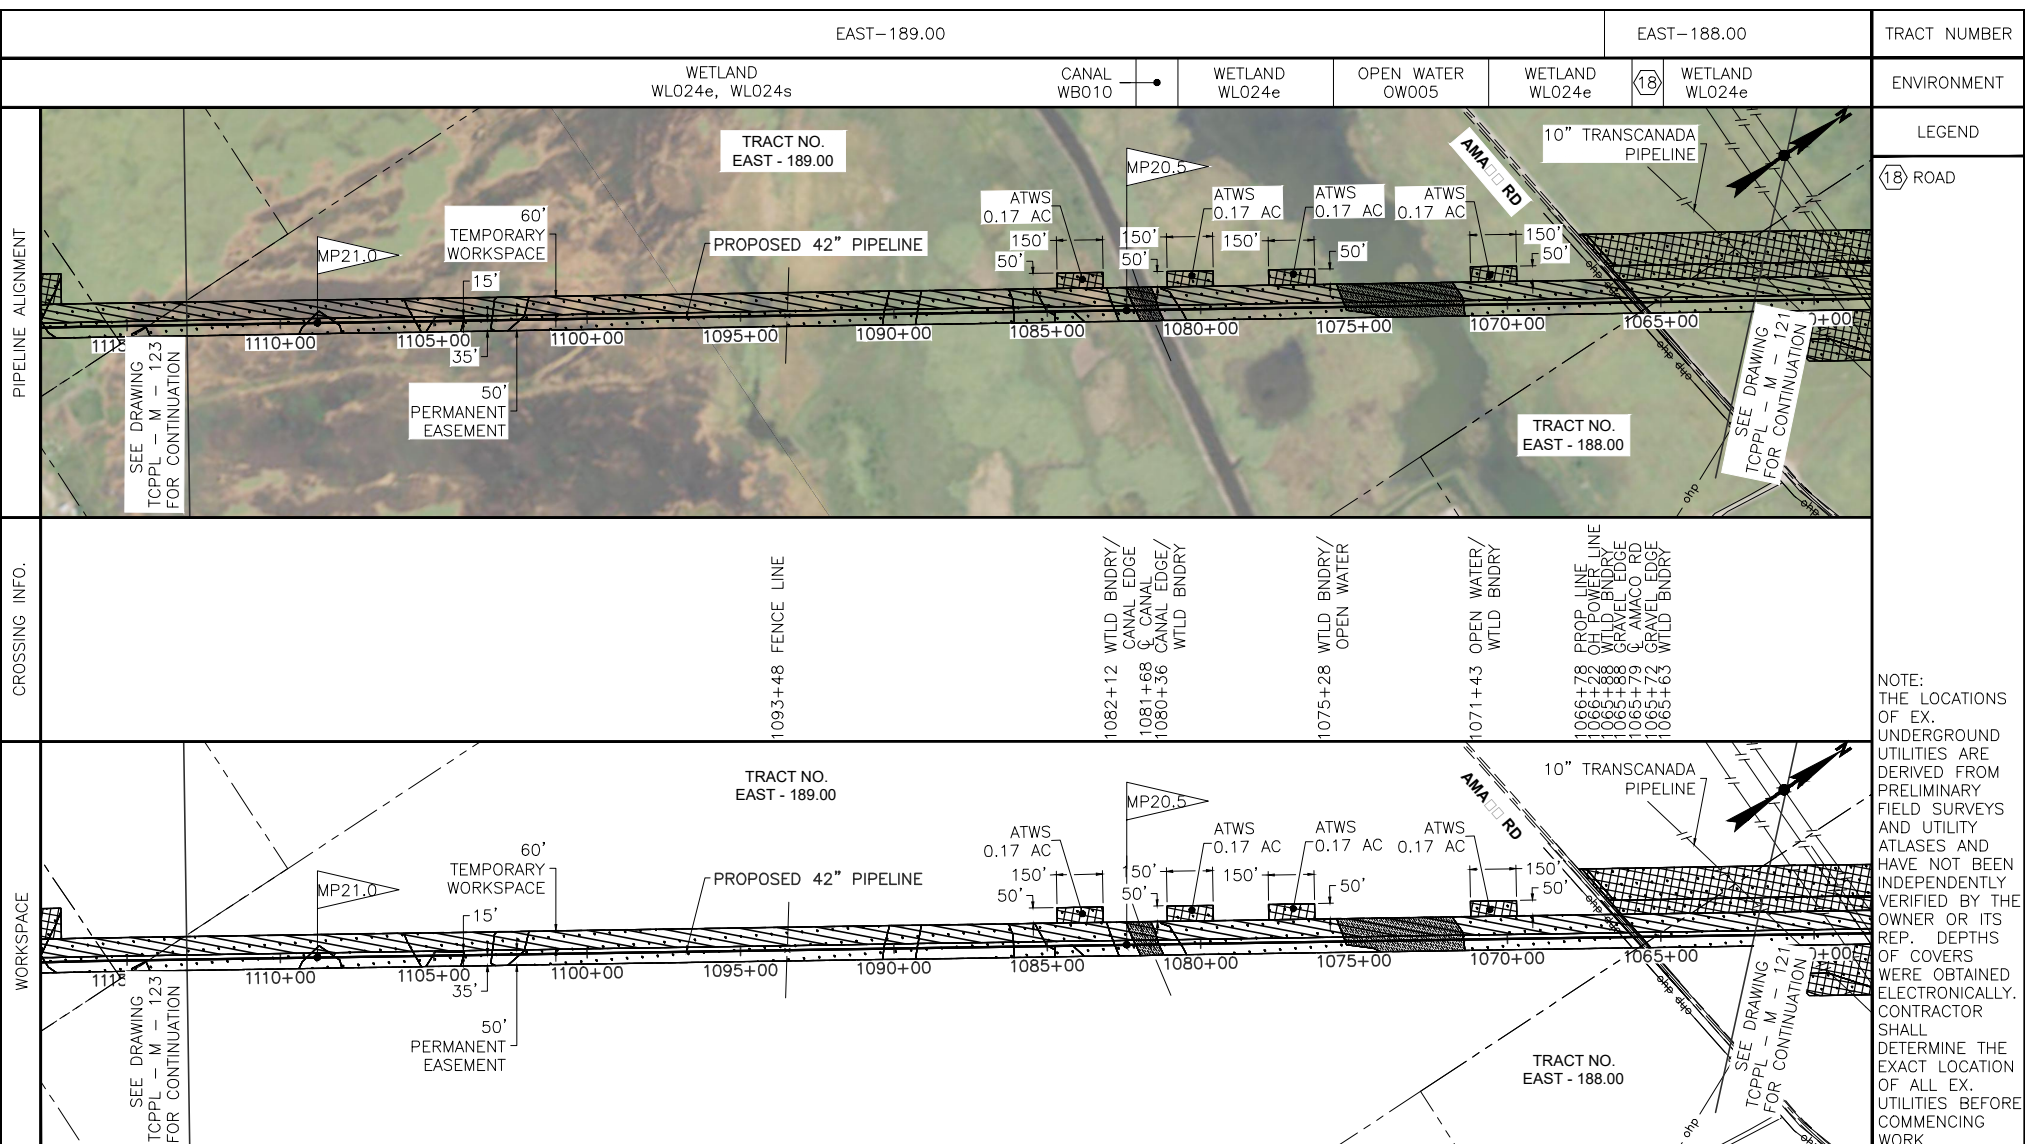 EAST-189.00
EAST-188.00
TRACT NUMBER
WETLAND
WL024e, WL024s
CANAL
WB010
WETLAND
WL024e
OPEN WATER
OW005
WETLAND
WL024e
18
WETLAND
WL024e
ENVIRONMENT
PIPELINE ALIGNMENT
TRACT NO.
EAST - 189.00
MP20.5
AMA RD
10" TRANSCANADA
PIPELINE
N
LEGEND
18 ROAD
ATWS
0.17 AC
ATWS
0.17 AC
ATWS
0.17 AC
ATWS
0.17 AC
60'
TEMPORARY
WORKSPACE
MP21.0
15'
PROPOSED 42" PIPELINE
150'
50'
150'
50'
150'
50'
150'
50'
ohp
1110+00
1105+00
1100+00
1095+00
1090+00
1085+00
1080+00
1075+00
1070+00
1065+00
35'
50'
PERMANENT
EASEMENT
SEE DRAWING
TCPPL - M - 123
FOR CONTINUATION
ohp
ohp
TRACT NO.
EAST - 188.00
SEE DRAWING
TCPPL - M - 121
FOR CONTINUATION
ohp
ohp
CROSSING INFO.
1093+48 FENCE LINE
1082+12 WTLD BNDRY/
CANAL EDGE
1081+68 ℄ CANAL
1080+36 CANAL EDGE/
WTLD BNDRY
1075+28 WTLD BNDRY/
OPEN WATER
1071+43 OPEN WATER/
WTLD BNDRY
1066+78 PROP LINE
1066+22 OH POWER LINE
1065+88 WTLD BNDRY
1065+88 GRAVEL EDGE
1065+79 ℄ AMACO RD
1065+72 GRAVEL EDGE
1065+63 WTLD BNDRY
WORKSPACE
TRACT NO.
EAST - 189.00
MP20.5
AMA RD
10" TRANSCANADA
PIPELINE
N
ATWS
0.17 AC
ATWS
0.17 AC
ATWS
0.17 AC
ATWS
0.17 AC
60'
TEMPORARY
WORKSPACE
MP21.0
15'
PROPOSED 42" PIPELINE
150'
50'
150'
50'
150'
50'
150'
50'
ohp
1110+00
1105+00
1100+00
1095+00
1090+00
1085+00
1080+00
1075+00
1070+00
1065+00
35'
50'
PERMANENT
EASEMENT
SEE DRAWING
TCPPL - M - 123
FOR CONTINUATION
ohp
ohp
TRACT NO.
EAST - 188.00
SEE DRAWING
TCPPL - M - 121
FOR CONTINUATION
ohp
NOTE:
THE LOCATIONS
OF EX.
UNDERGROUND
UTILITIES ARE
DERIVED FROM
PRELIMINARY
FIELD SURVEYS
AND UTILITY
ATLASES AND
HAVE NOT BEEN
INDEPENDENTLY
VERIFIED BY THE
OWNER OR ITS
REP. DEPTHS
OF COVERS
WERE OBTAINED
ELECTRONICALLY.
CONTRACTOR
SHALL
DETERMINE THE
EXACT LOCATION
OF ALL EX.
UTILITIES BEFORE
COMMENCING
WORK